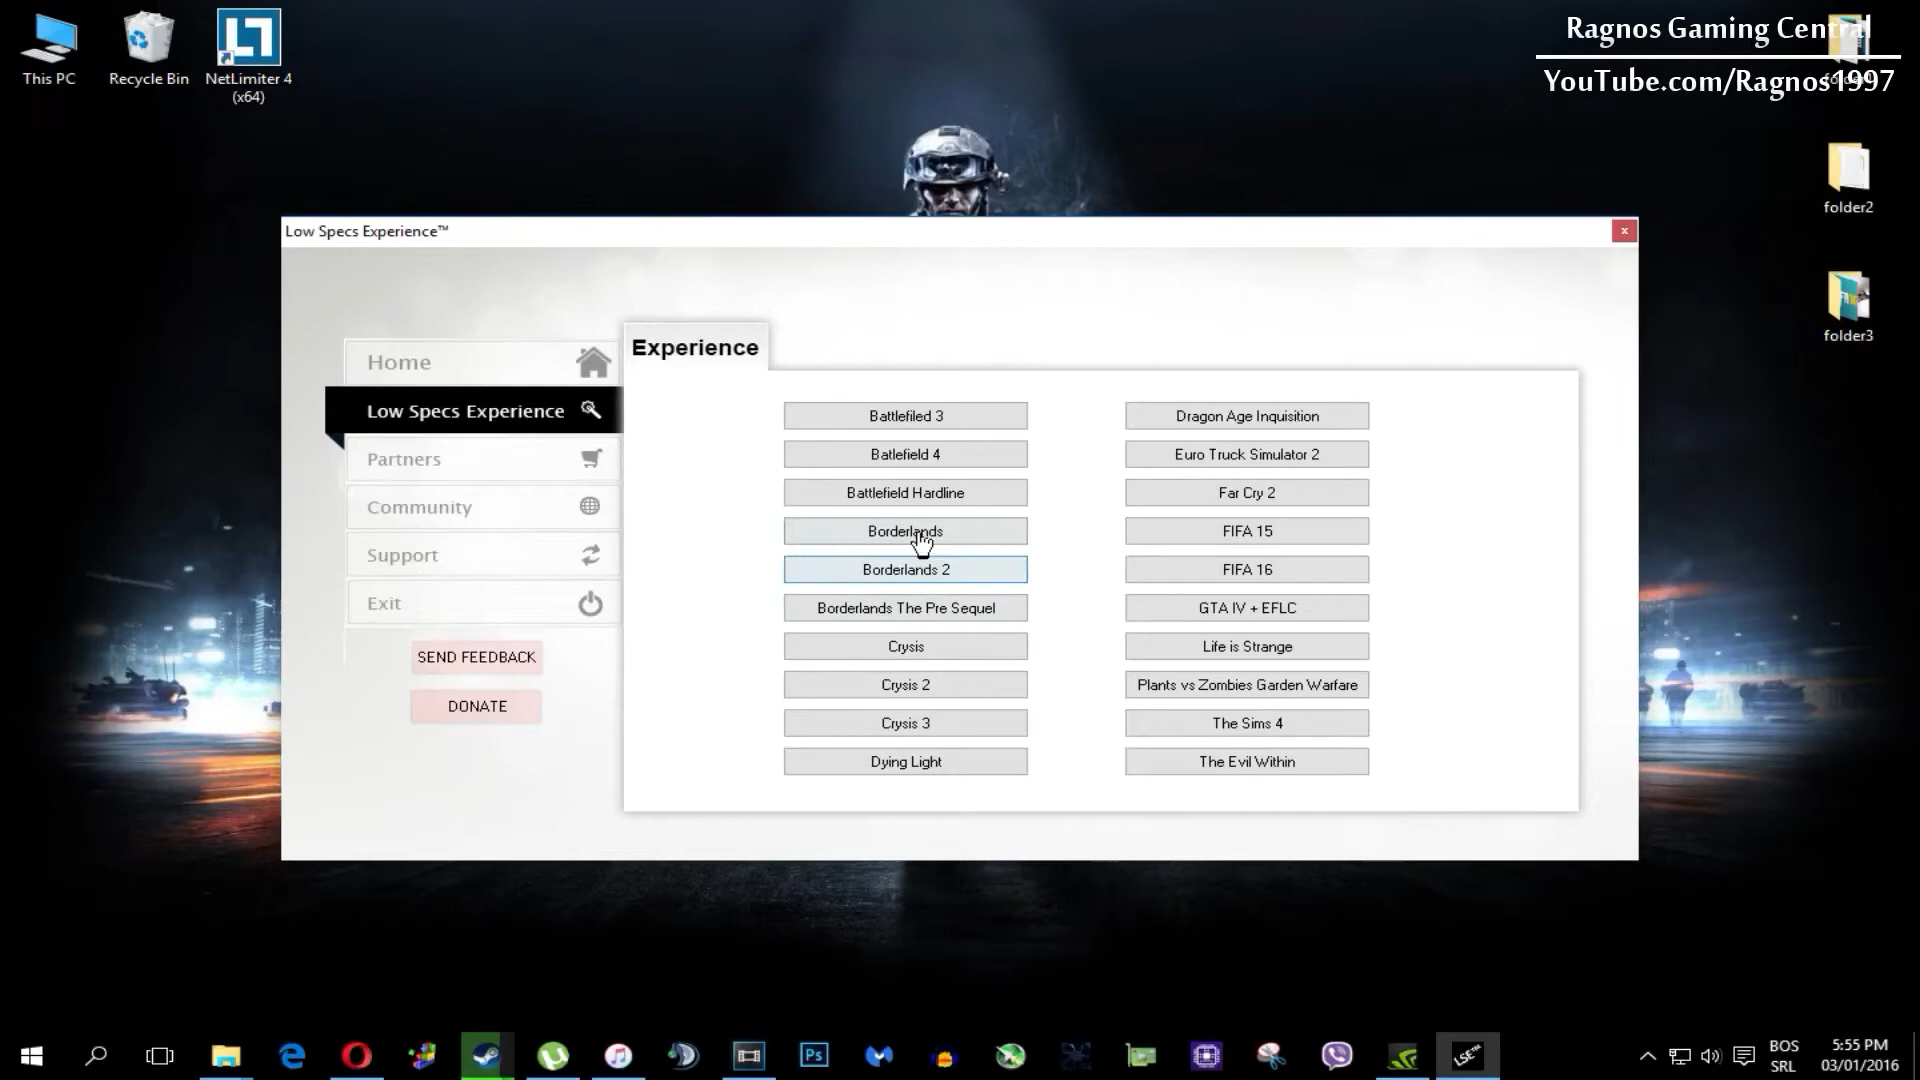 This PC
Recycle Bin
NetLimiter 4
(x64)
Ragnos Gaming Central
YouTube.com/Ragnos1997
folder2
folder3
Low Specs Experience™
x
Home
Low Specs Experience
Partners
Community
Support
Exit
SEND FEEDBACK
DONATE
Experience
Battlefiled 3
Batlefield 4
Battlefield Hardline
Borderlands
Borderlands 2
Borderlands The Pre Sequel
Crysis
Crysis 2
Crysis 3
Dying Light
Dragon Age Inquisition
Euro Truck Simulator 2
Far Cry 2
FIFA 15
FIFA 16
GTA IV + EFLC
Life is Strange
Plants vs Zombies Garden Warfare
The Sims 4
The Evil Within
Ps
LSE™
BOS
SRL
5:55 PM
03/01/2016